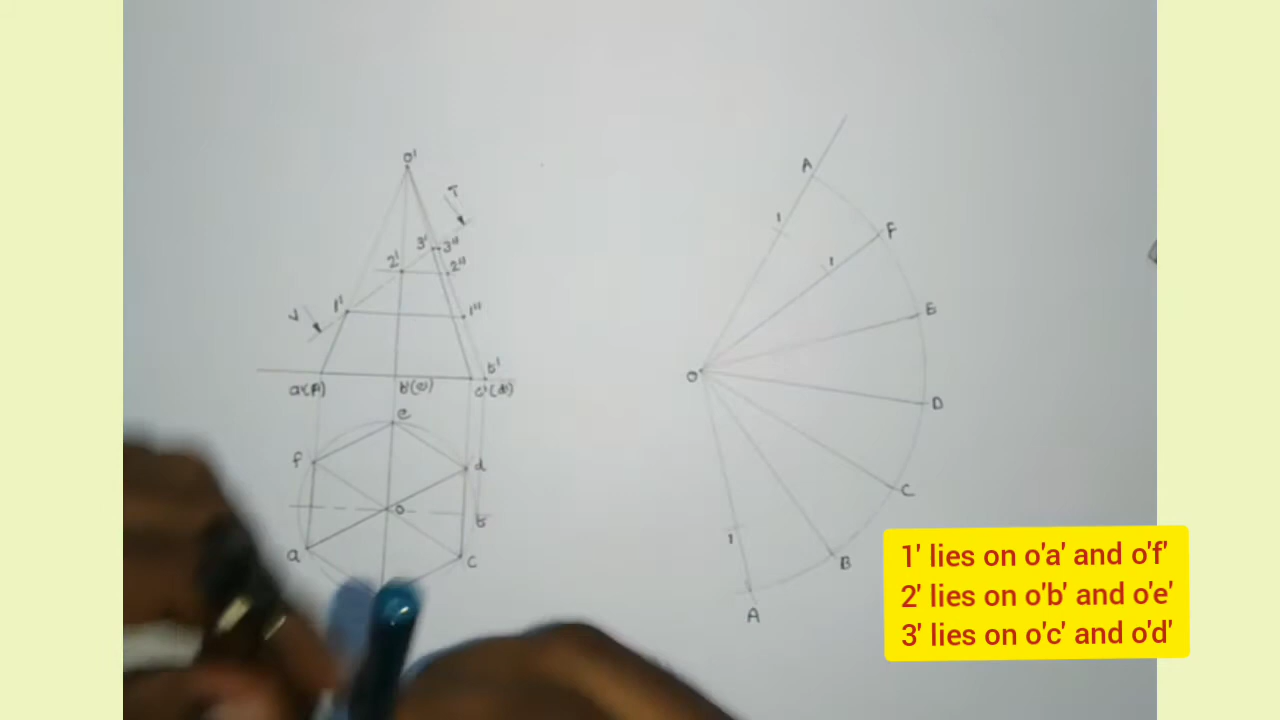 o'
T
3' 3"
2' 2"
1' 1"
V
b'
a'(f') b'(e') c'(d')
e
f d
o
t
a c
A
1
F
1
E
O'
D
C
1
B
A
1' lies on o'a' and o'f'
2' lies on o'b' and o'e'
3' lies on o'c' and o'd'